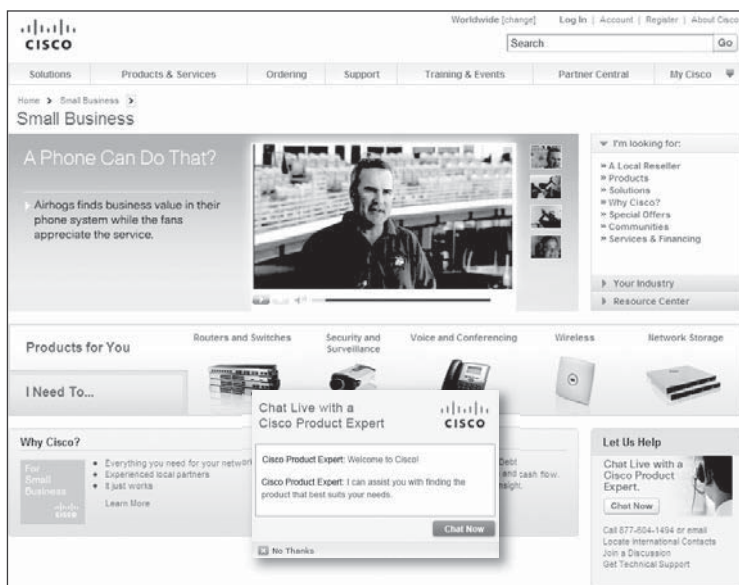 Worldwide [change] Log In | Account | Register | About Cisco
CISCO
Search Go
Solutions Products & Services Ordering Support Training & Events Partner Central My Cisco
Home > Small Business >
Small Business
A Phone Can Do That?
Airhogs finds business value in their
phone system while the fans
appreciate the service.
I'm looking for:
» A Local Reseller
» Products
» Solutions
» Why Cisco?
» Special Offers
» Communities
» Services & Financing
Your Industry
Resource Center
Products for You
I Need To...
Routers and Switches
Security and
Surveillance
Voice and Conferencing
Wireless
Network Storage
Why Cisco?
For
Small
Business
CISCO
• Everything you need for your network
• Experienced local partners
• It just works
Learn More
Chat Live with a
Cisco Product Expert
CISCO
Cisco Product Expert: Welcome to Cisco!
Cisco Product Expert: I can assist you with finding the
product that best suits your needs.
Chat Now
No Thanks
Debt
and cash flow.
Let Us Help
Chat Live with a
Cisco Product
Expert.
Chat Now
Call 877-604-1494 or email
Locate International Contacts
Join a Discussion
Get Technical Support